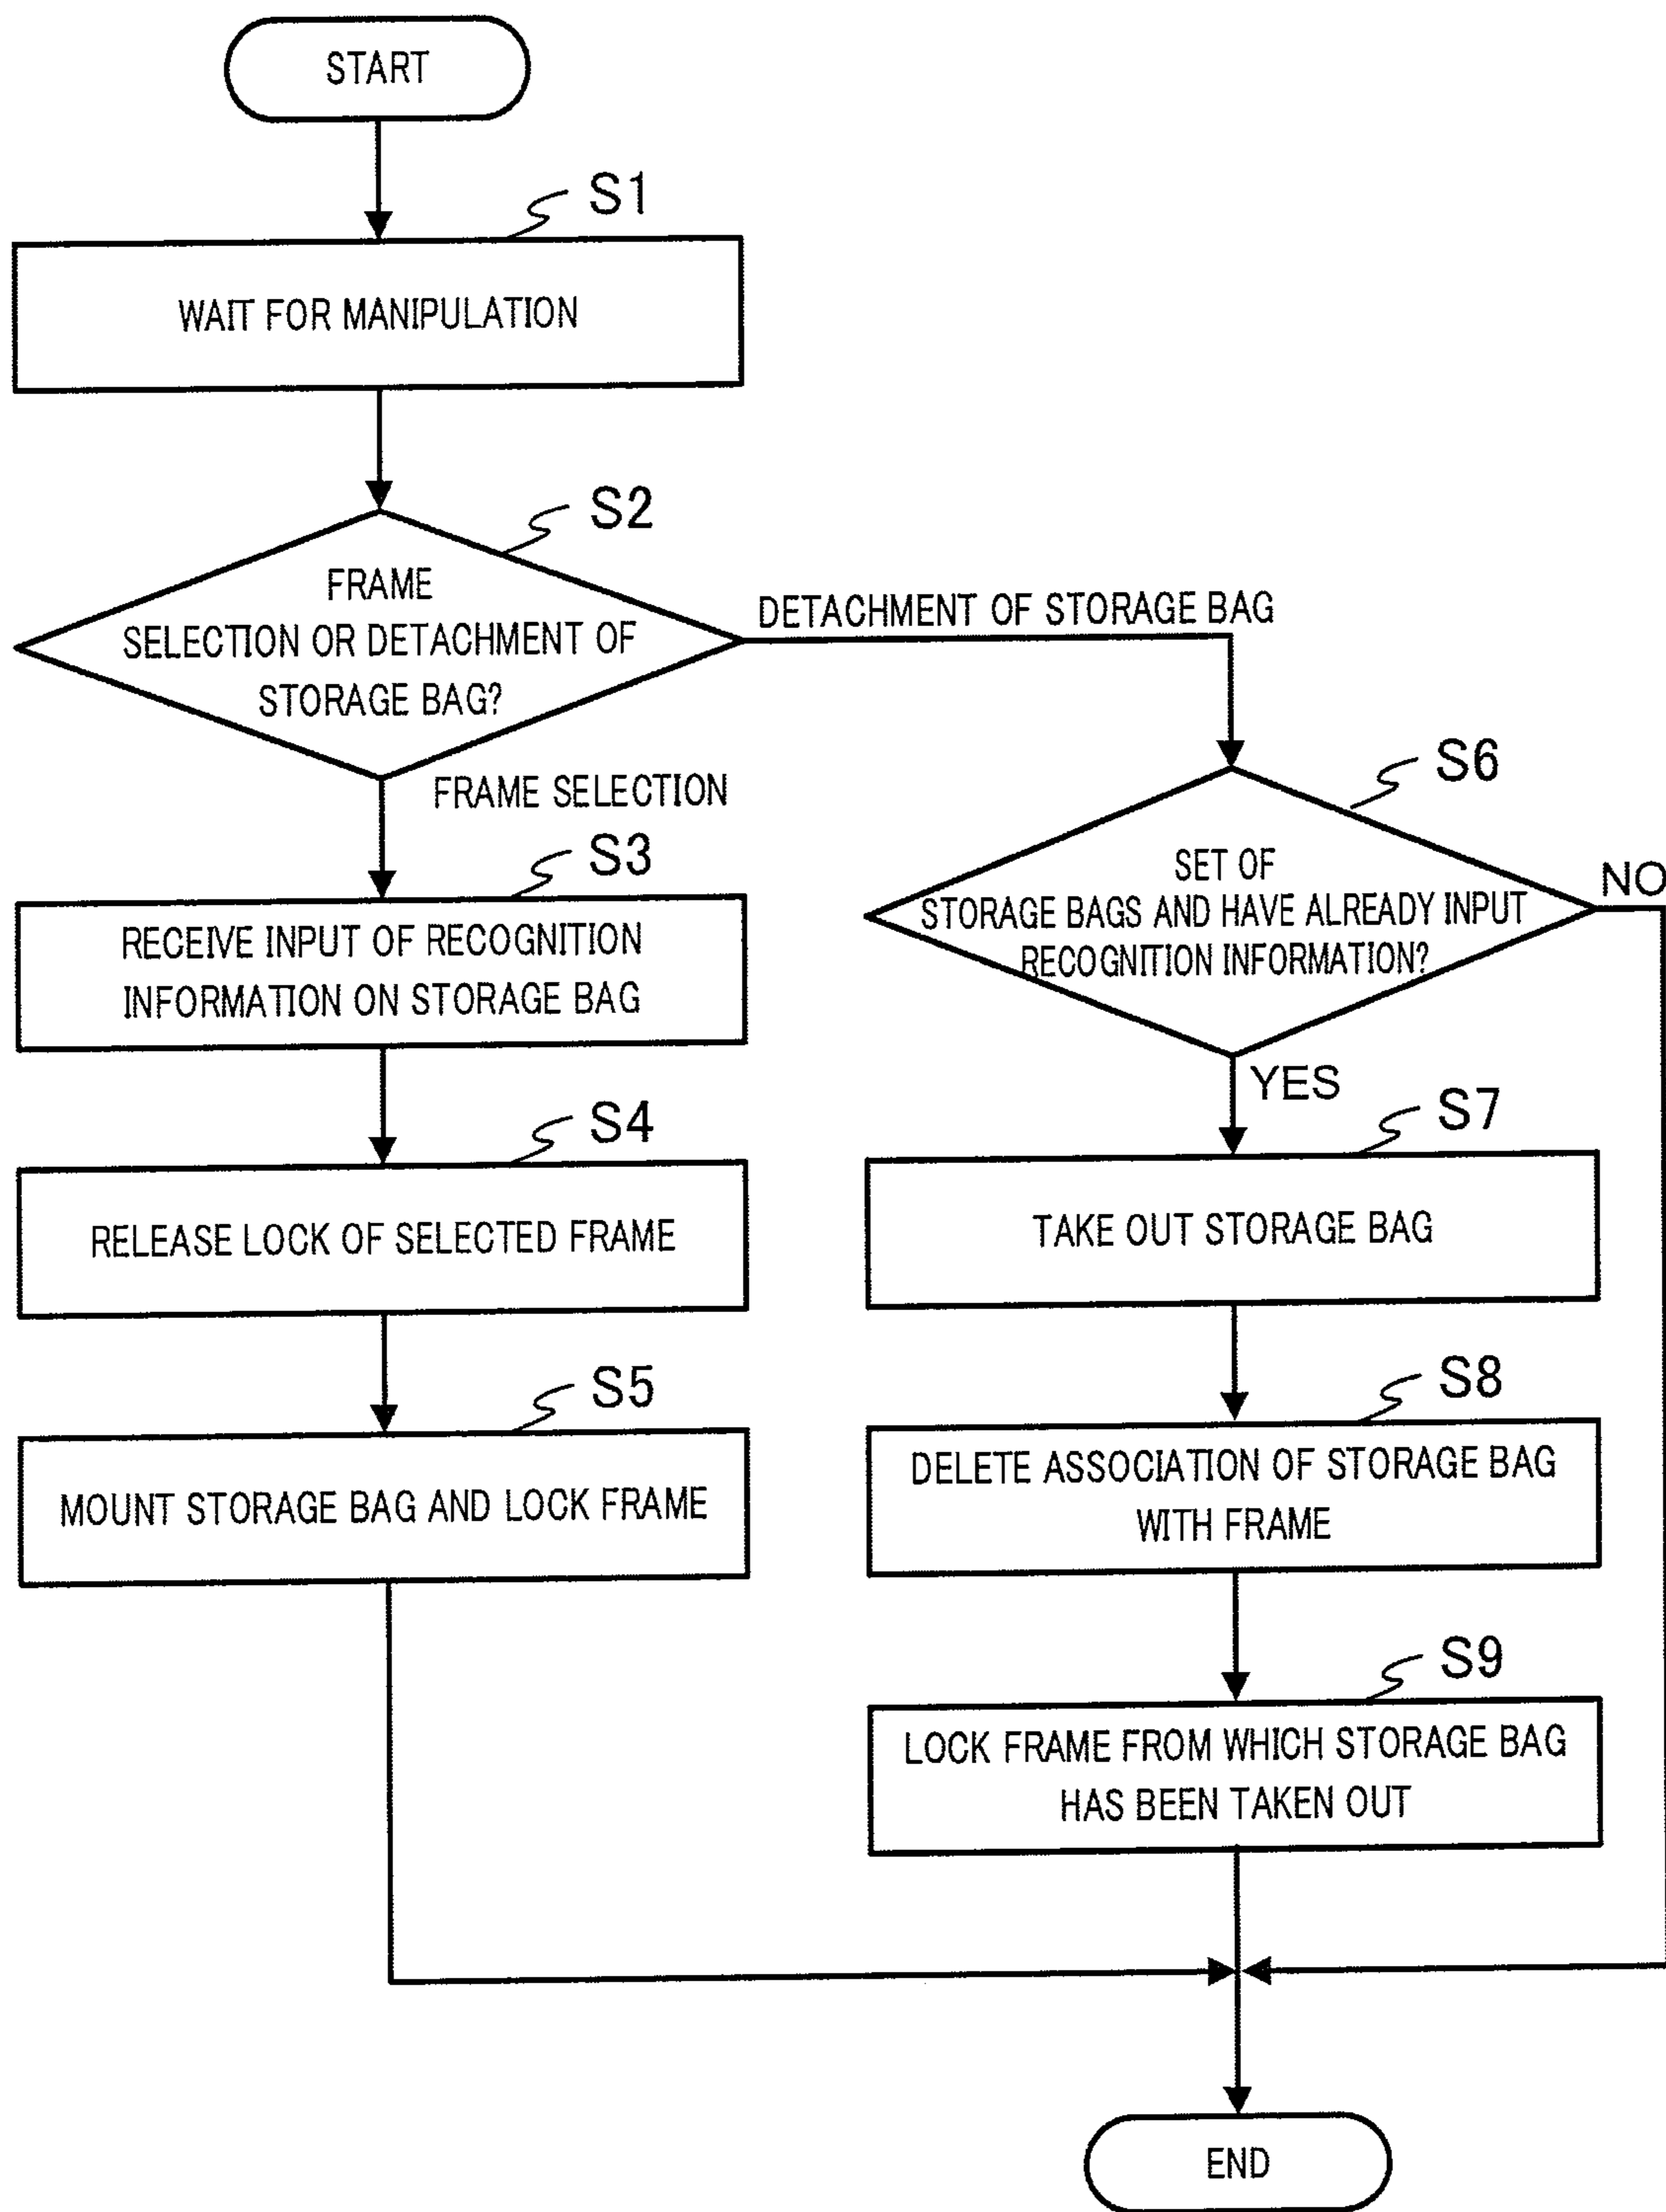 START
S1
WAIT FOR MANIPULATION
S2
FRAME
SELECTION OR DETACHMENT OF
STORAGE BAG?
DETACHMENT OF STORAGE BAG
FRAME SELECTION
S3
RECEIVE INPUT OF RECOGNITION
INFORMATION ON STORAGE BAG
S4
RELEASE LOCK OF SELECTED FRAME
S5
MOUNT STORAGE BAG AND LOCK FRAME
S6
SET OF
STORAGE BAGS AND HAVE ALREADY INPUT
RECOGNITION INFORMATION?
NO
YES
S7
TAKE OUT STORAGE BAG
S8
DELETE ASSOCIATION OF STORAGE BAG
WITH FRAME
S9
LOCK FRAME FROM WHICH STORAGE BAG
HAS BEEN TAKEN OUT
END